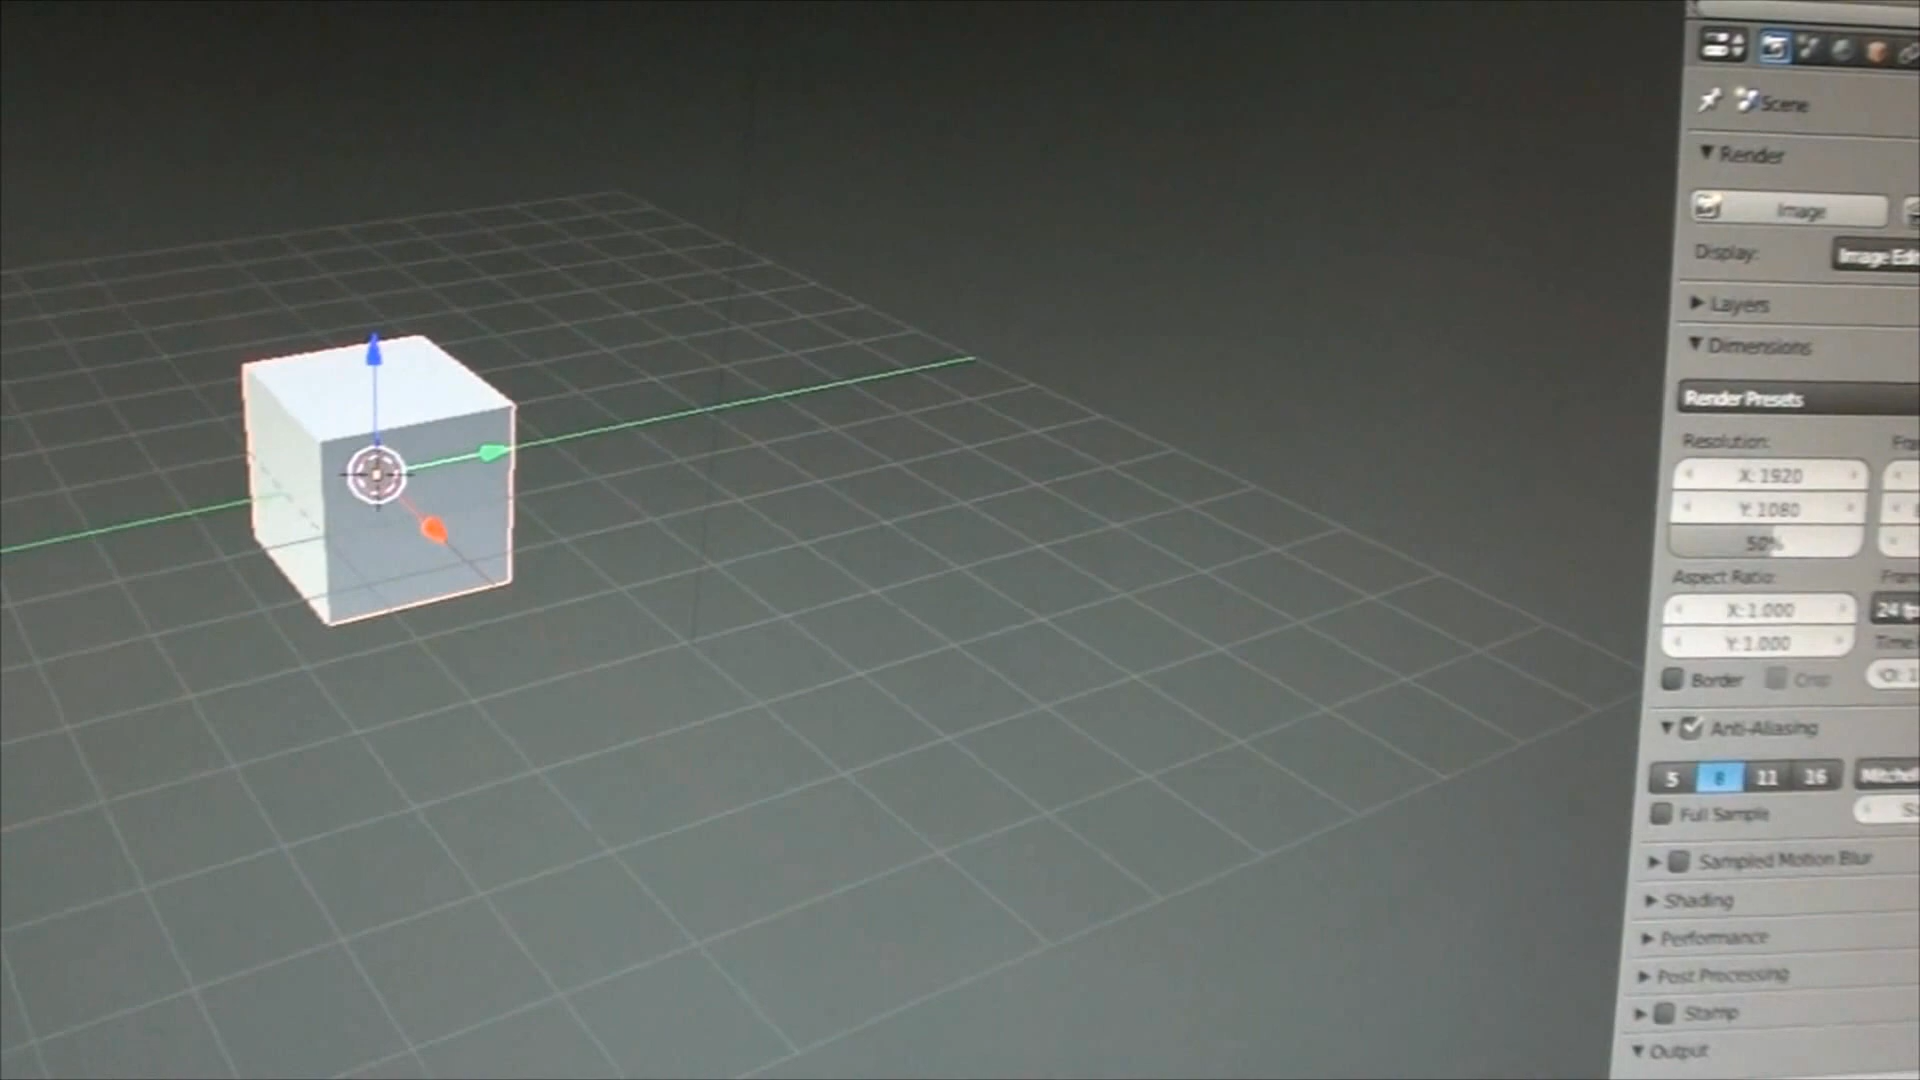 Scene
Render
Image
Display:
Layers
Dimensions
Render Presets
Resolution:
X: 1920
Y: 1080
50%
Aspect Ratio:
X: 1.000
24
Y: 1.000
Border Crop
Anti-Aliasing
5 8 11 16
Full Sample
Sampled Motion Blur
Shading
Performance
Post Processing
Stamp
Output